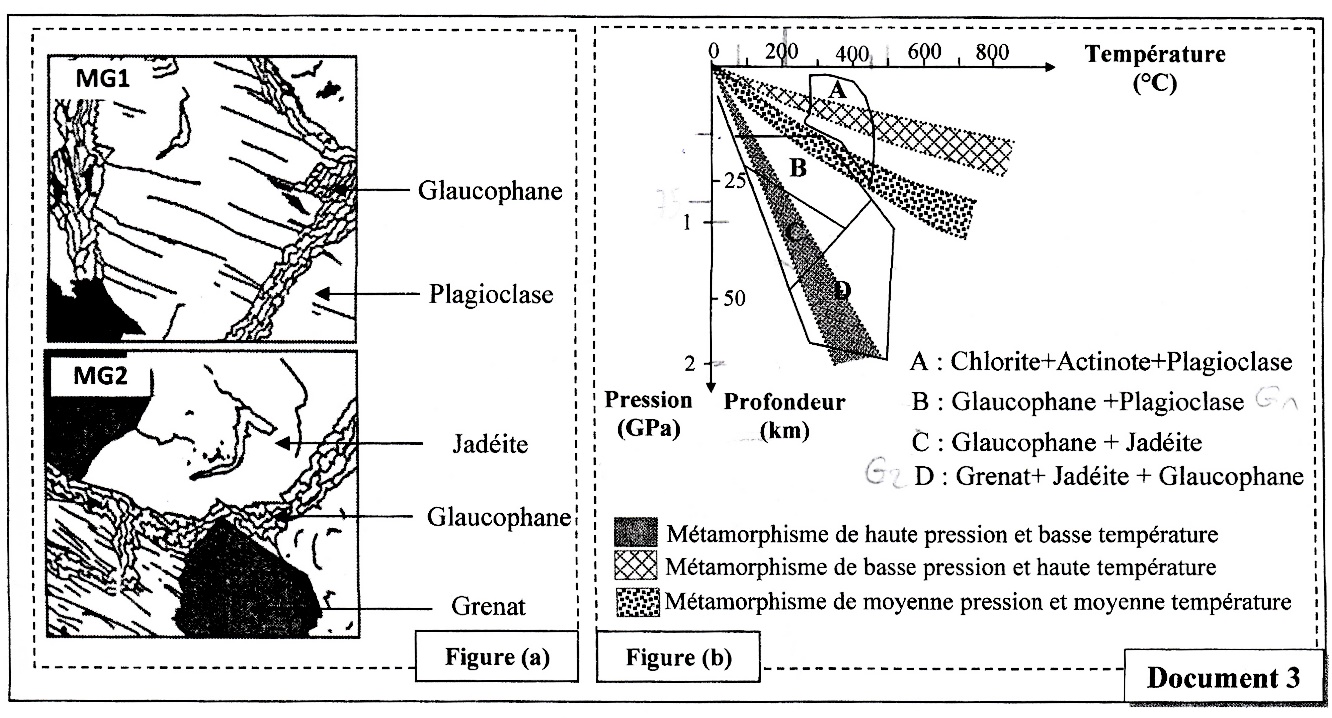 MG1
Glaucophane
Plagioclase
MG2
Jadéite
Glaucophane
Grenat
Figure (a)
0 200 400 600 800
Température
(°C)
A
B
C
D
25
1
50
2
Pression
(GPa)
Profondeur
(km)
A : Chlorite+Actinote+Plagioclase
B : Glaucophane +Plagioclase
C : Glaucophane + Jadéite
G2 D : Grenat+ Jadéite + Glaucophane
Métamorphisme de haute pression et basse température
Métamorphisme de basse pression et haute température
Métamorphisme de moyenne pression et moyenne température
Figure (b)
Document 3